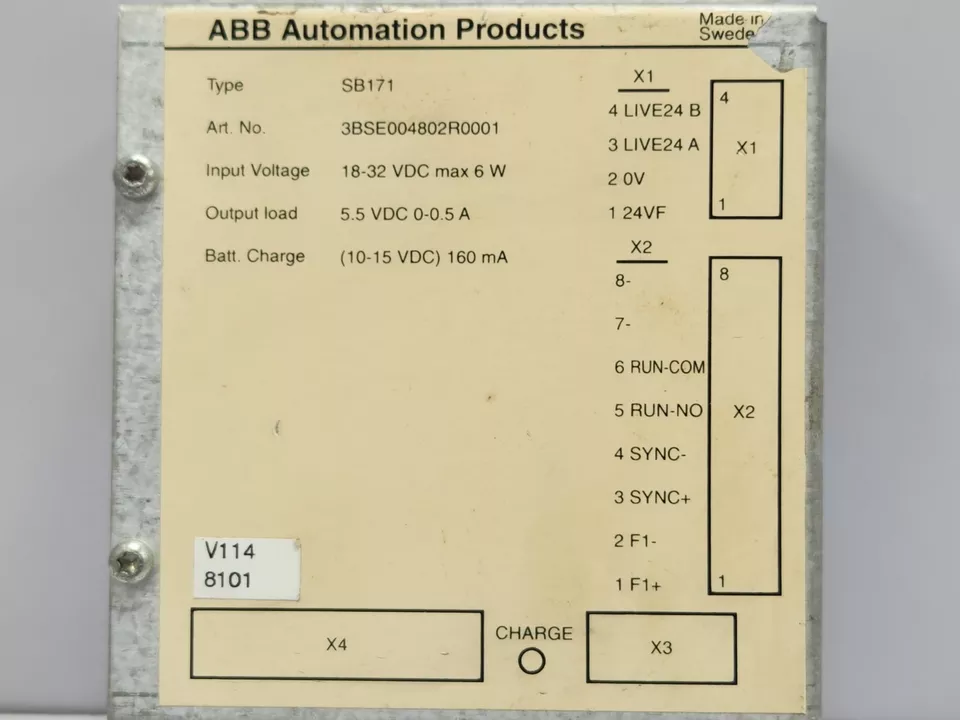 ABB Automation Products
Made in
Swede
Type SB171
Art. No. 3BSE004802R0001
Input Voltage 18-32 VDC max 6 W
Output load 5.5 VDC 0-0.5 A
Batt. Charge (10-15 VDC) 160 mA
X1
4 LIVE24 B
3 LIVE24 A
2 0V
1 24VF
4
X1
1
X2
8-
7-
6 RUN-COM
5 RUN-NO
4 SYNC-
3 SYNC+
2 F1-
1 F1+
8
X2
1
V114
8101
X4
CHARGE
X3